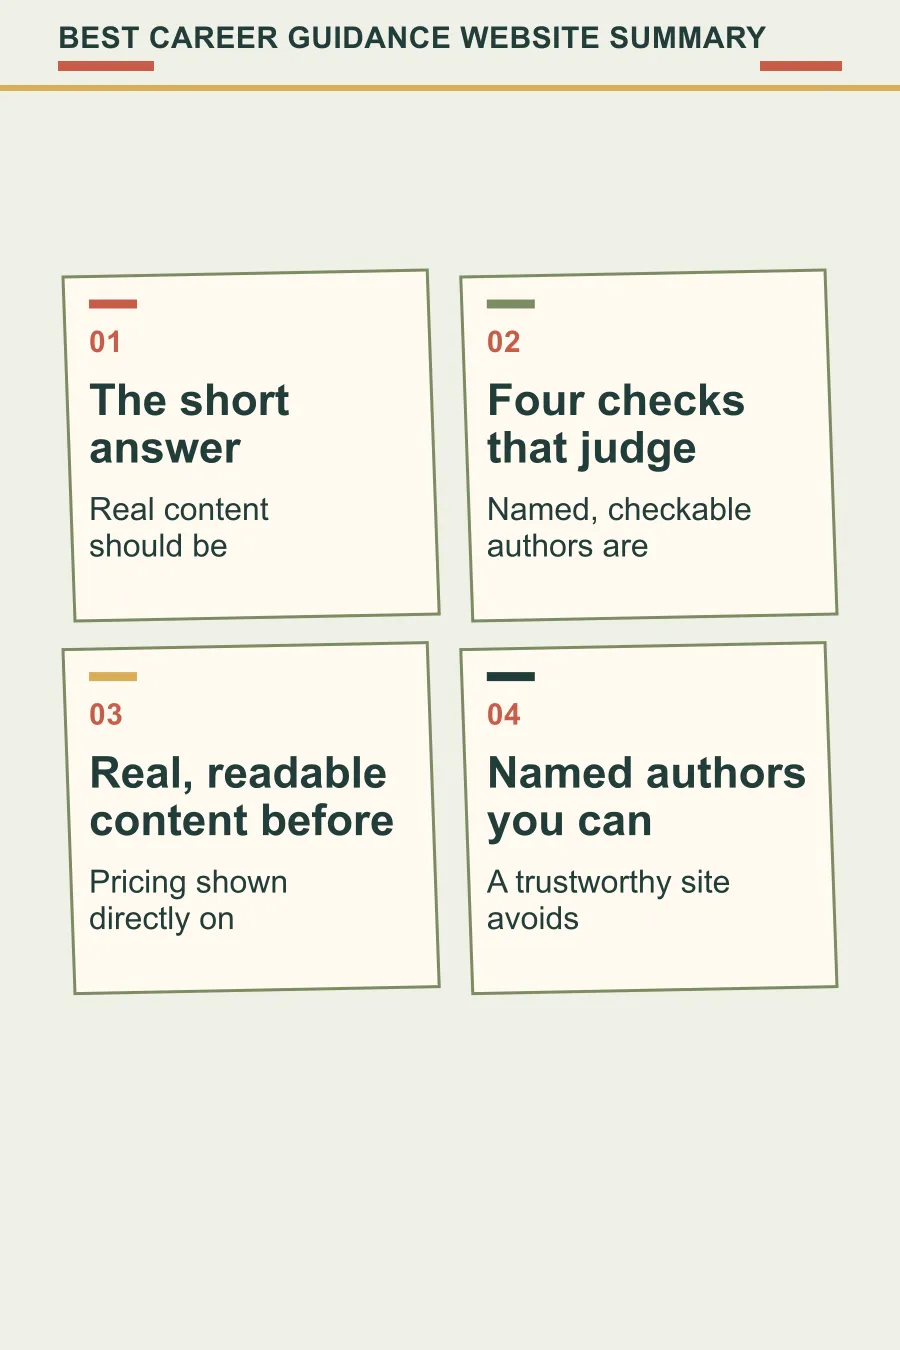 BEST CAREER GUIDANCE WEBSITE SUMMARY
01
The short
answer
Real content
should be
02
Four checks
that judge
Named, checkable
authors are
03
Real, readable
content before
Pricing shown
directly on
04
Named authors
you can
A trustworthy site
avoids